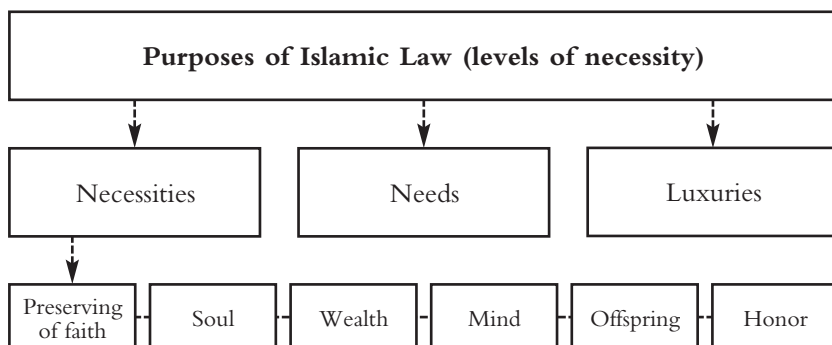 Purposes of Islamic Law (levels of necessity)
Necessities
Needs
Luxuries
Preserving
of faith
Soul
Wealth
Mind
Offspring
Honor